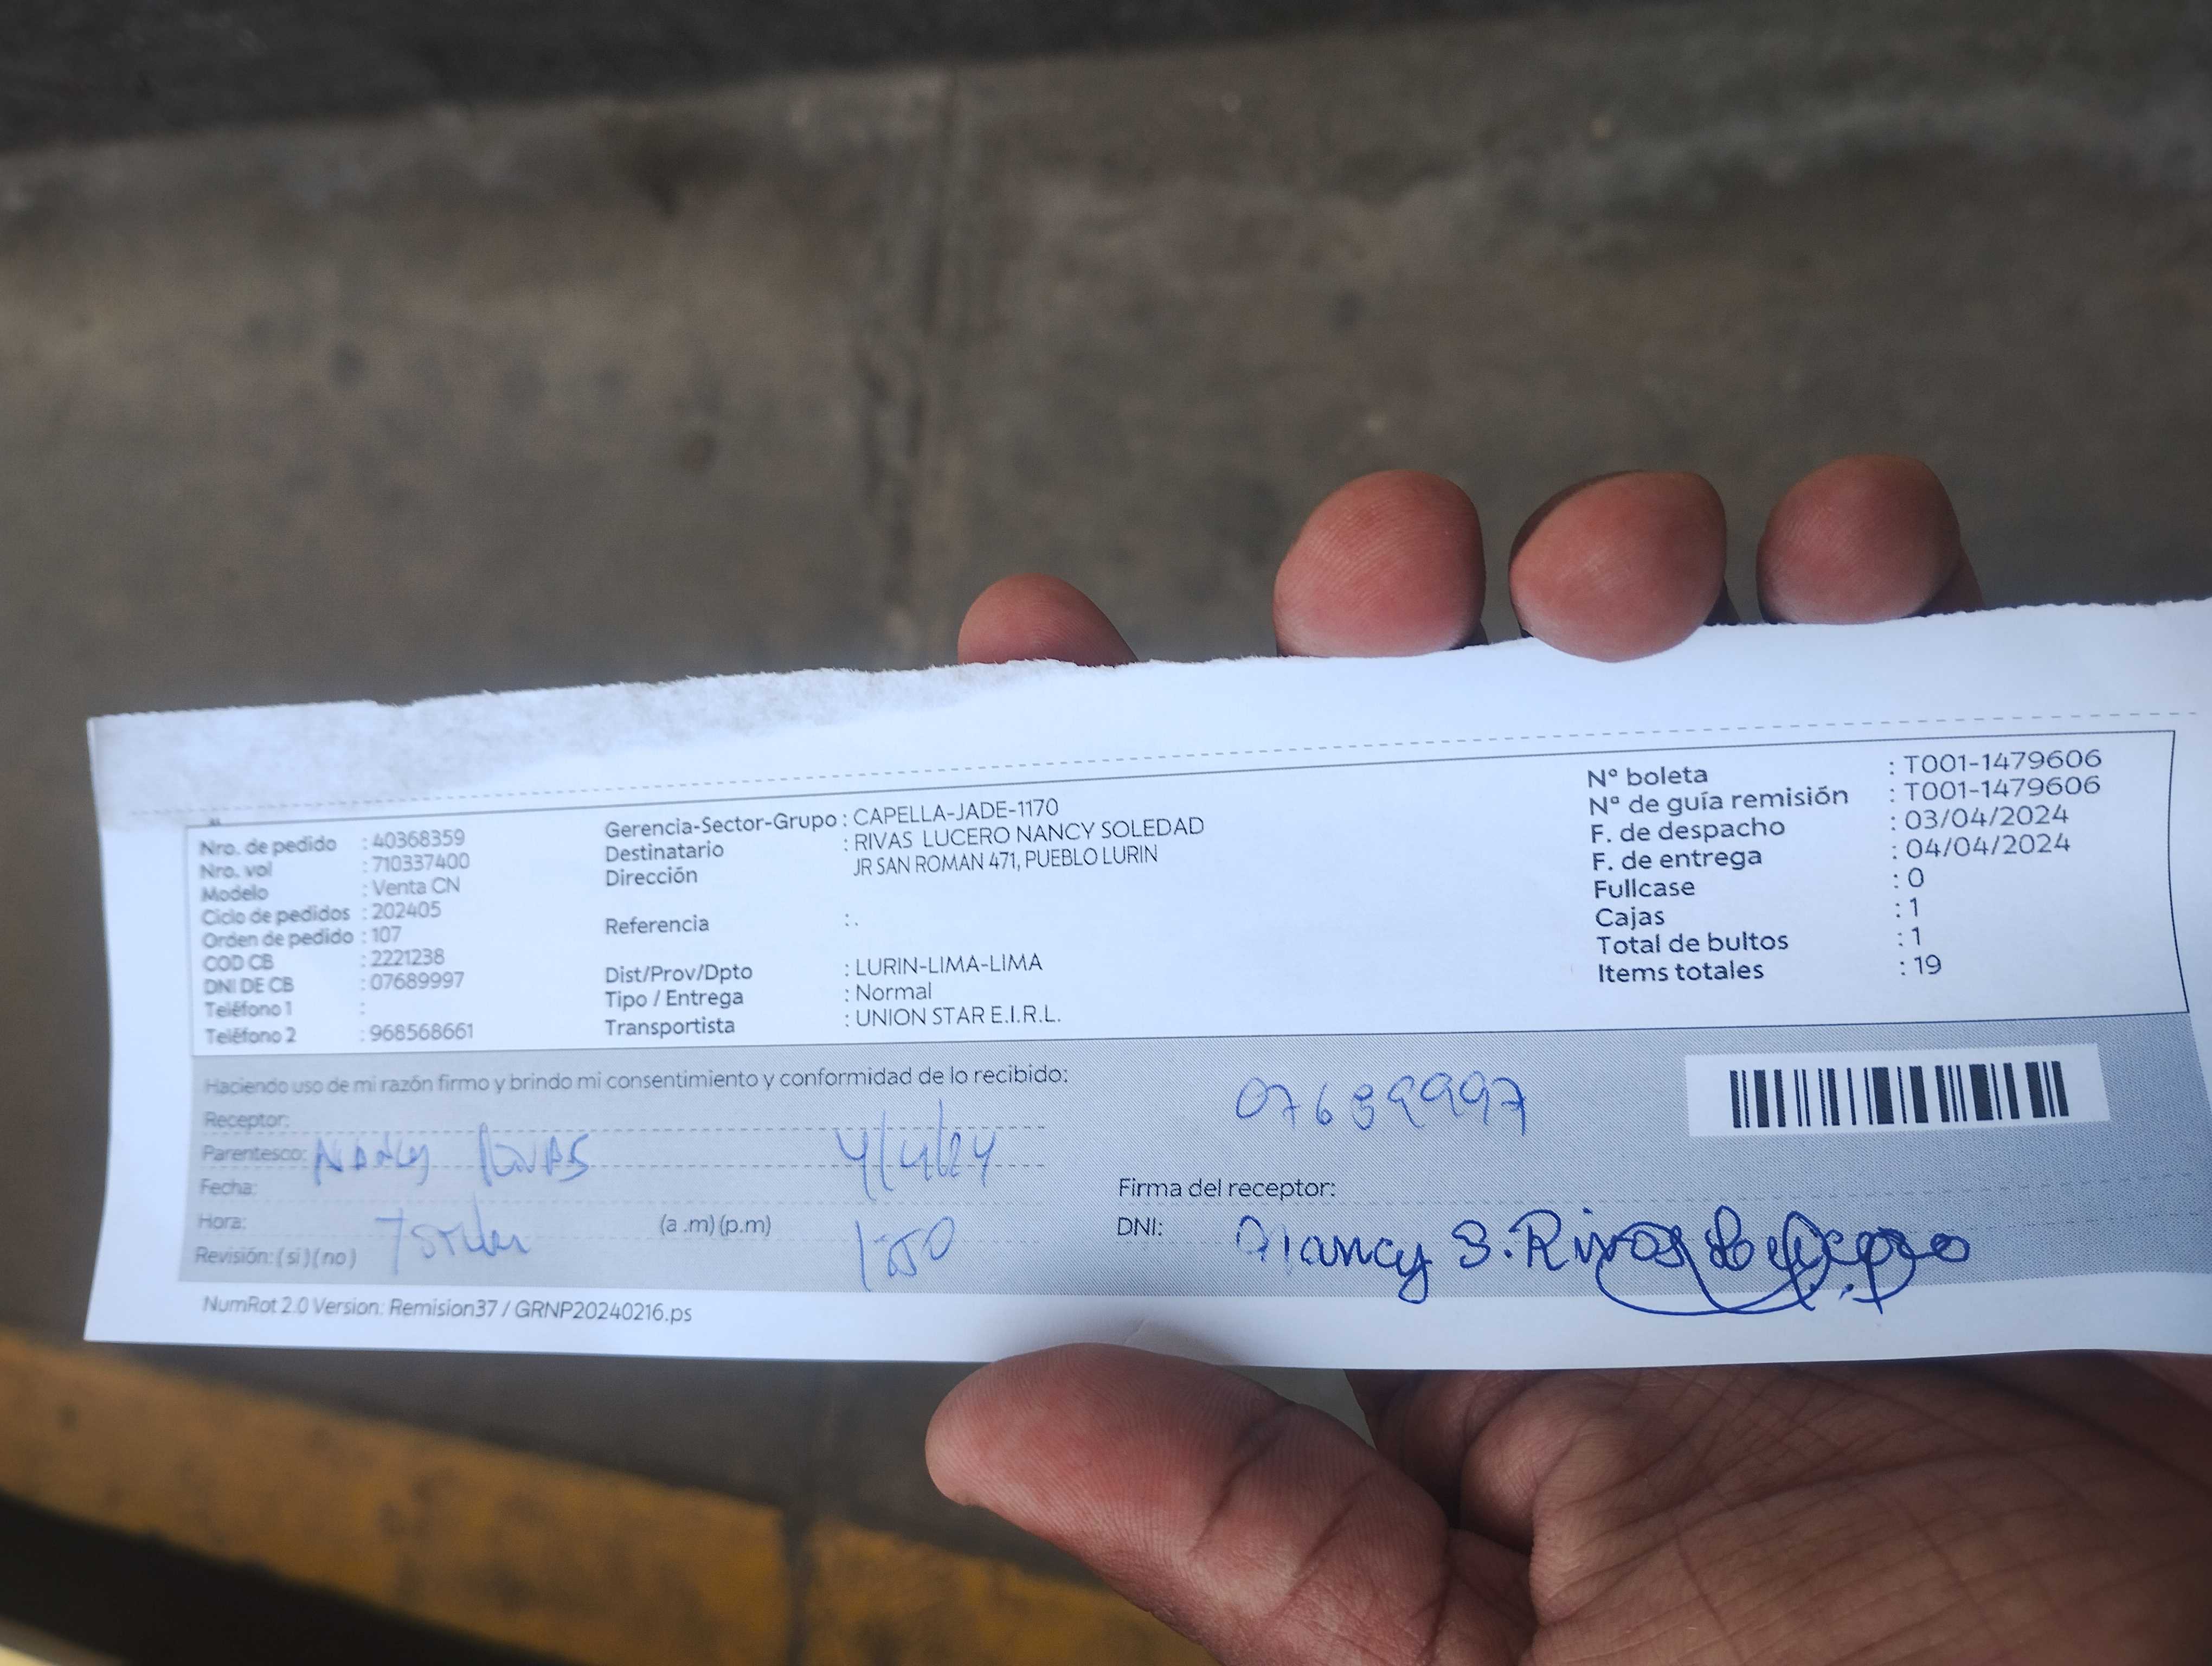 Nro. de pedido : 40368359
Nro. vol : 710337400
Modelo : Venta CN
Ciclo de pedidos : 202405
Orden de pedido : 107
COD CB : 2221238
DNI DE CB : 07689997
Teléfono 1 :
Teléfono 2 : 968568661
Gerencia-Sector-Grupo : CAPELLA-JADE-1170
Destinatario : RIVAS LUCERO NANCY SOLEDAD
Dirección JR SAN ROMAN 471, PUEBLO LURIN
Referencia : .
Dist/Prov/Dpto : LURIN-LIMA-LIMA
Tipo / Entrega : Normal
Transportista : UNION STAR E.I.R.L.
N° boleta : T001-1479606
N° de guía remisión : T001-1479606
F. de despacho : 03/04/2024
F. de entrega : 04/04/2024
Fullcase : 0
Cajas : 1
Total de bultos : 1
Items totales : 19
Haciendo uso de mi razón firmo y brindo mi consentimiento y conformidad de lo recibido:
Receptor:
Parentesco: NANCY RIVAS 4/4/24
Fecha:
Hora: (a .m) (p.m) 1:50
Revisión: ( si ) ( no )
07689997
Firma del receptor:
DNI: Nancy S. Rivas
NumRot 2.0 Version: Remision37 / GRNP20240216.ps